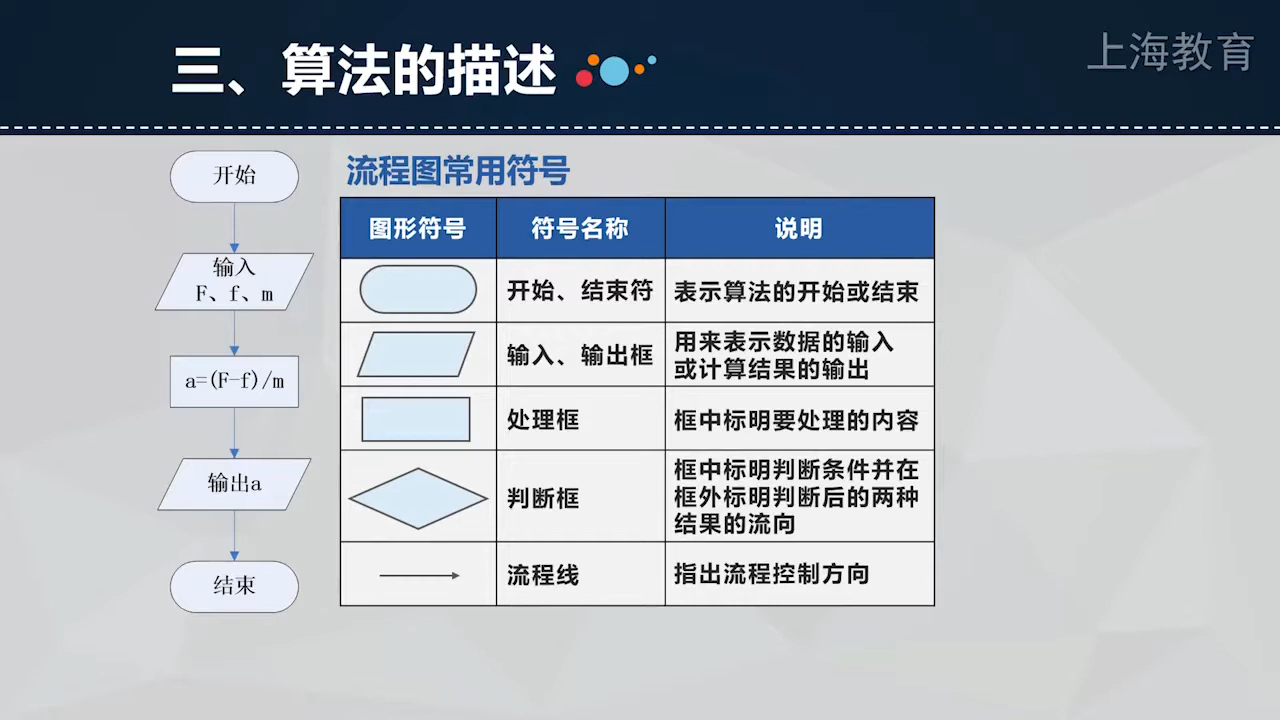 三、算法的描述
上海教育
开始
输入
F、f、m
a=(F-f)/m
输出a
结束
流程图常用符号
图形符号 符号名称 说明
开始、结束符 表示算法的开始或结束
输入、输出框 用来表示数据的输入
或计算结果的输出
处理框 框中标明要处理的内容
判断框 框中标明判断条件并在
框外标明判断后的两种
结果的流向
流程线 指出流程控制方向